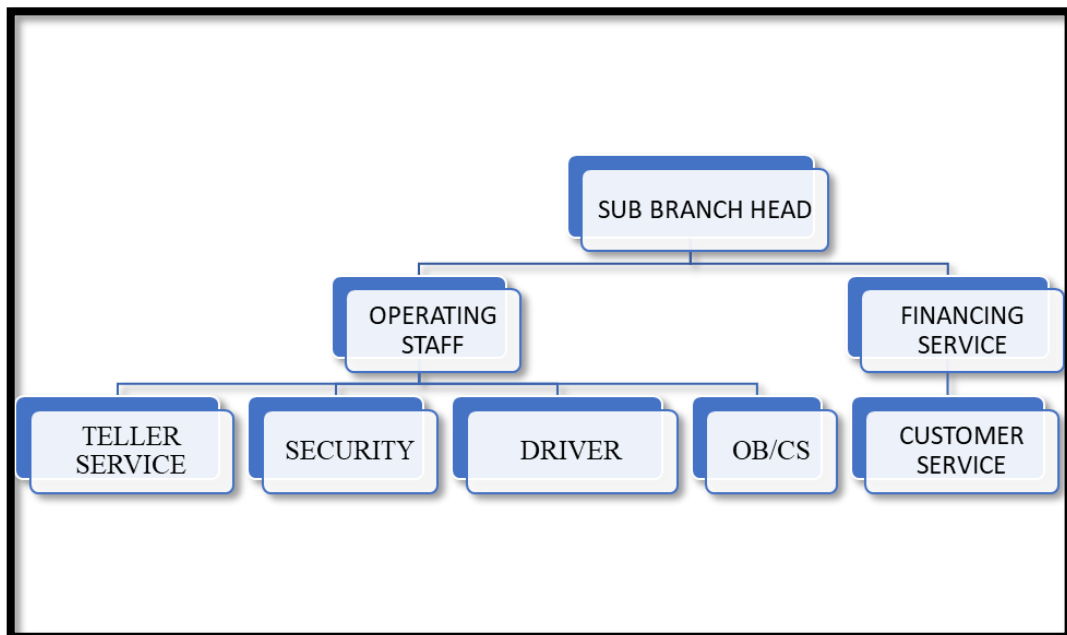 SUB BRANCH HEAD
OPERATING
STAFF
FINANCING
SERVICE
TELLER
SERVICE
SECURITY
DRIVER
OB/CS
CUSTOMER
SERVICE